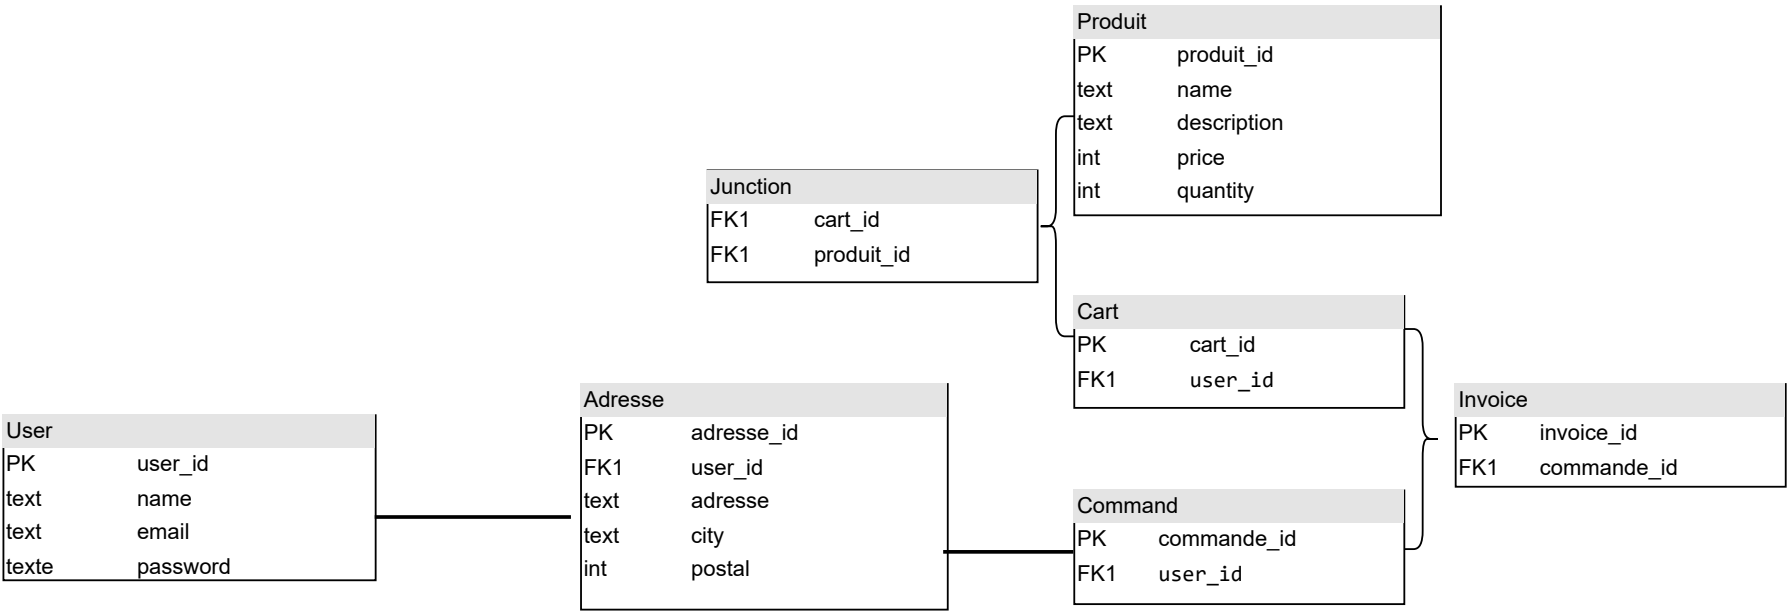 Produit
PK produit_id
text name
text description
int price
int quantity
Junction
FK1 cart_id
FK1 produit_id
Cart
PK cart_id
FK1 user_id
Adresse
PK adresse_id
FK1 user_id
text adresse
text city
int postal
Invoice
PK invoice_id
FK1 commande_id
User
PK user_id
text name
text email
texte password
Command
PK commande_id
FK1 user_id